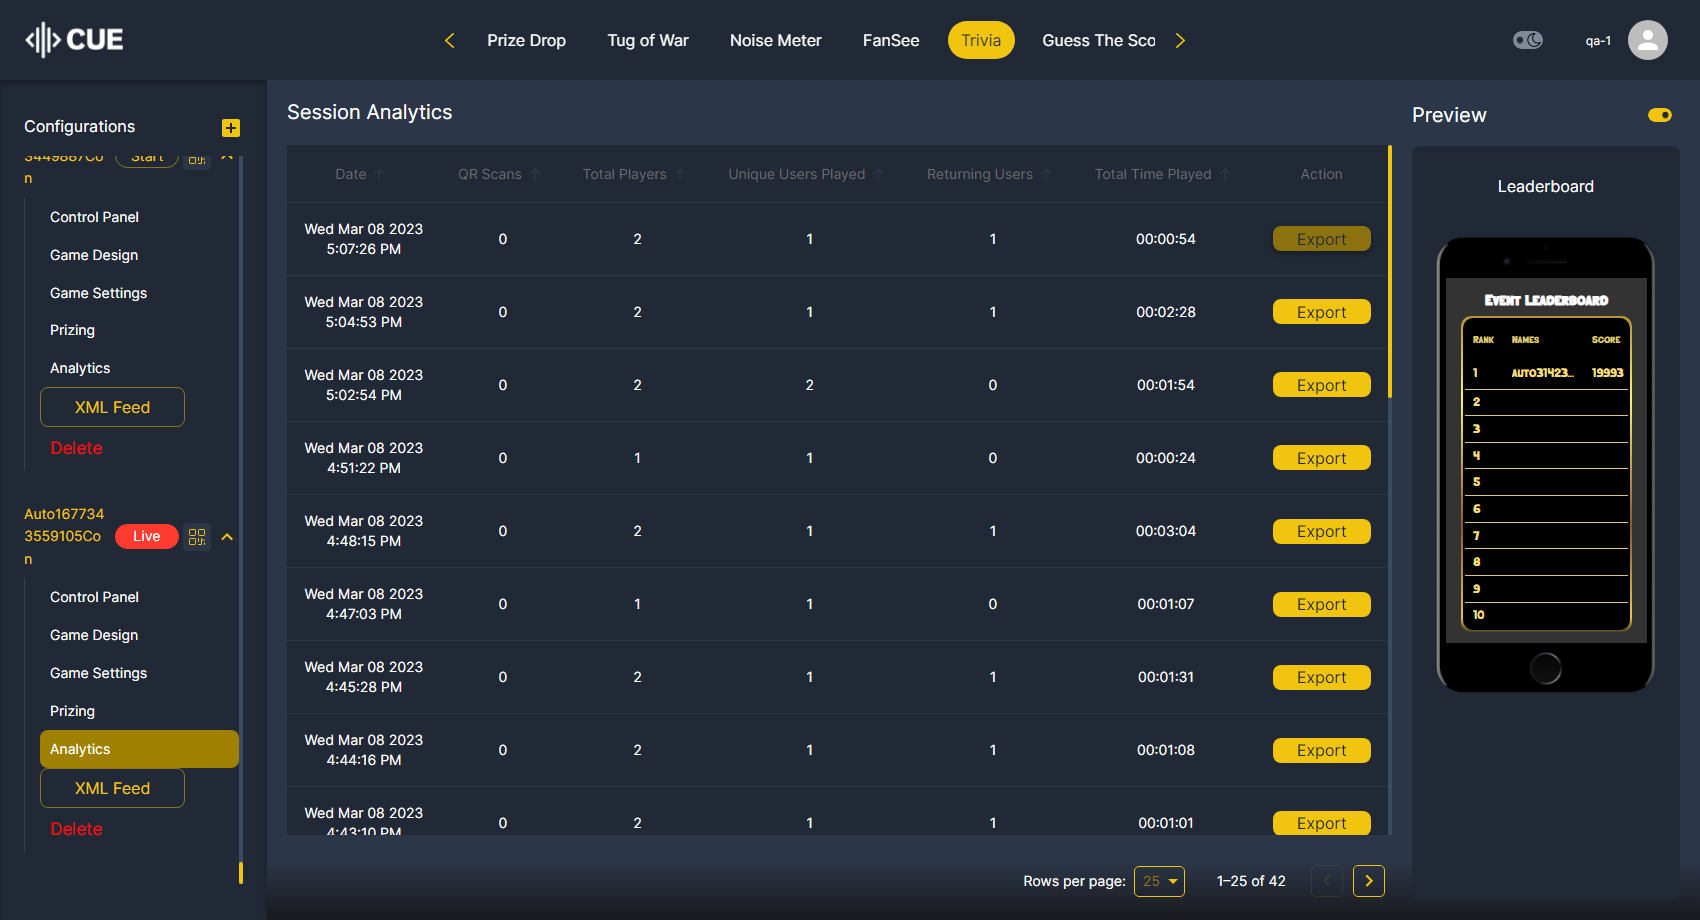 CUE
Prize Drop
Tug of War
Noise Meter
FanSee
Trivia
Guess The Sco
qa-1
Configurations
3449887Co
n
Start
Control Panel
Game Design
Game Settings
Prizing
Analytics
XML Feed
Delete
Auto167734
3559105Co
n
Live
Control Panel
Game Design
Game Settings
Prizing
Analytics
XML Feed
Delete
Session Analytics
Date QR Scans Total Players Unique Users Played Returning Users Total Time Played Action
Wed Mar 08 2023
5:07:26 PM
0 2 1 1 00:00:54 Export
Wed Mar 08 2023
5:04:53 PM
0 2 1 1 00:02:28 Export
Wed Mar 08 2023
5:02:54 PM
0 2 2 0 00:01:54 Export
Wed Mar 08 2023
4:51:22 PM
0 1 1 0 00:00:24 Export
Wed Mar 08 2023
4:48:15 PM
0 2 1 1 00:03:04 Export
Wed Mar 08 2023
4:47:03 PM
0 1 1 0 00:01:07 Export
Wed Mar 08 2023
4:45:28 PM
0 2 1 1 00:01:31 Export
Wed Mar 08 2023
4:44:16 PM
0 2 1 1 00:01:08 Export
Wed Mar 08 2023
4:43:10 PM
0 2 1 1 00:01:01 Export
Rows per page: 25 1–25 of 42
Preview
Leaderboard
Event Leaderboard
Rank Names Score
1 AUTO31423... 19993
2
3
4
5
6
7
8
9
10